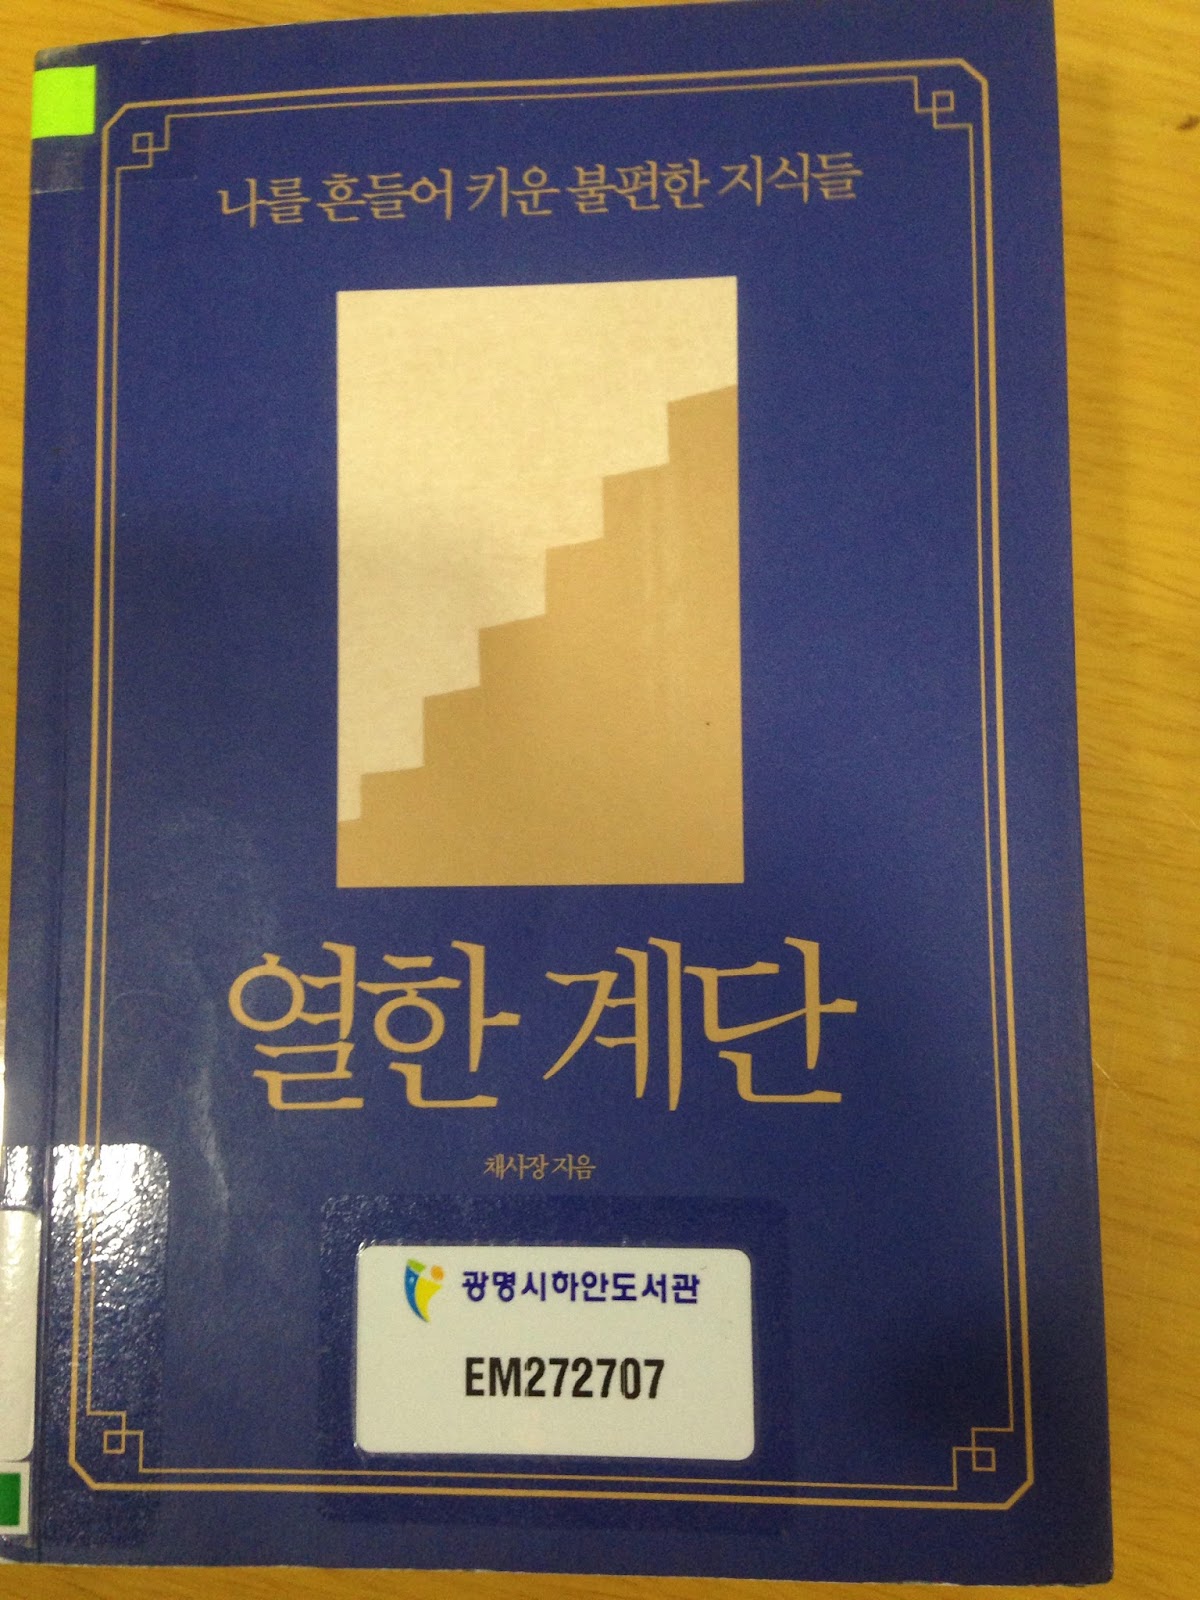 나를 흔들어 키운 불편한 지식들
열한 계단
채사장 지음
광명시하안도서관
EM272707